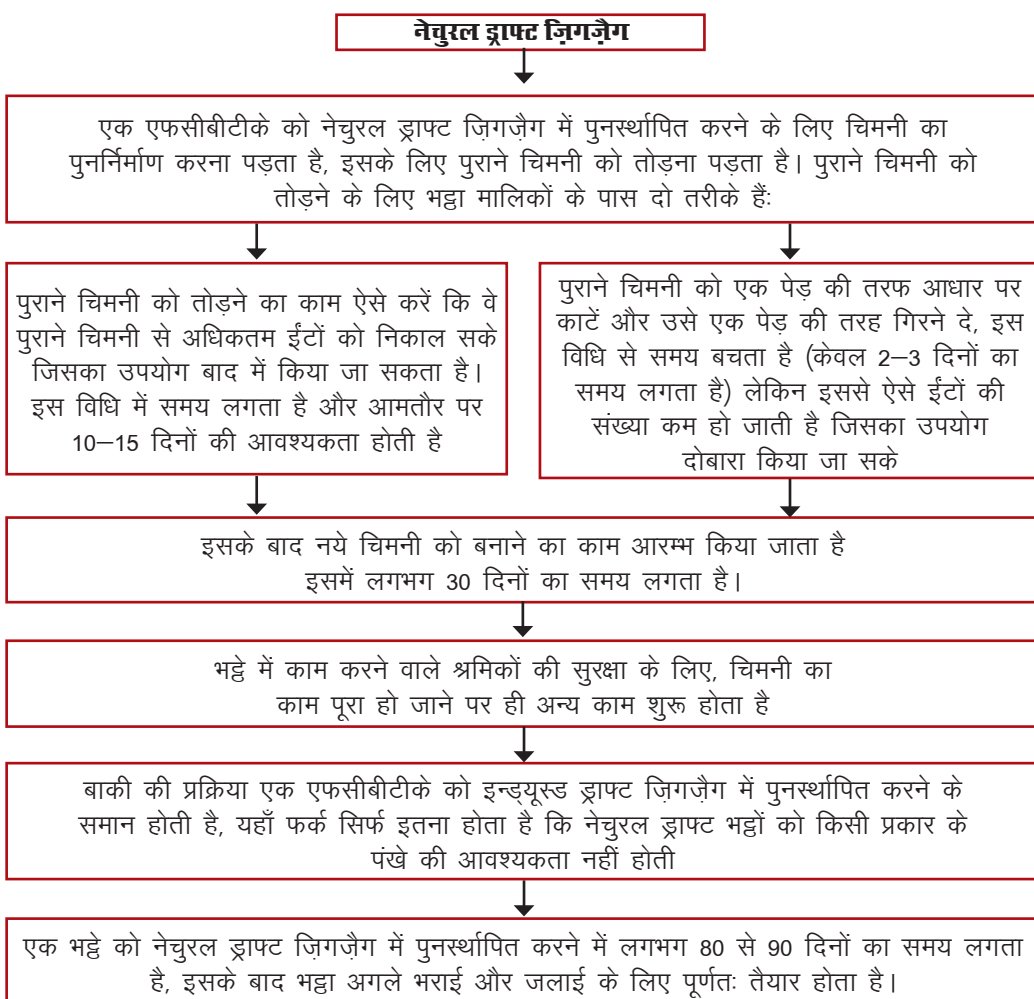 नेचुरल ड्राफ्ट ज़िगज़ैग
एक एफसीबीटीके को नेचुरल ड्राफ्ट ज़िगज़ैग में पुनर्स्थापित करने के लिए चिमनी का
पुनर्निर्माण करना पड़ता है, इसके लिए पुराने चिमनी को तोड़ना पड़ता है। पुराने चिमनी को
तोड़ने के लिए भट्ठा मालिकों के पास दो तरीके हैंः
पुराने चिमनी को तोड़ने का काम ऐसे करें कि वे
पुराने चिमनी से अधिकतम ईंटों को निकाल सके
जिसका उपयोग बाद में किया जा सकता है।
इस विधि में समय लगता है और आमतौर पर
10–15 दिनों की आवश्यकता होती है
पुराने चिमनी को एक पेड़ की तरफ आधार पर
काटें और उसे एक पेड़ की तरह गिरने दे, इस
विधि से समय बचता है (केवल 2–3 दिनों का
समय लगता है) लेकिन इससे ऐसे ईंटों की
संख्या कम हो जाती है जिसका उपयोग
दोबारा किया जा सके
इसके बाद नये चिमनी को बनाने का काम आरम्भ किया जाता है
इसमें लगभग 30 दिनों का समय लगता है।
भट्ठे में काम करने वाले श्रमिकों की सुरक्षा के लिए, चिमनी का
काम पूरा हो जाने पर ही अन्य काम शुरू होता है
बाकी की प्रक्रिया एक एफसीबीटीके को इन्ड्यूस्ड ड्राफ्ट ज़िगज़ैग में पुनर्स्थापित करने के
समान होती है, यहाँ फर्क सिर्फ इतना होता है कि नेचुरल ड्राफ्ट भट्ठों को किसी प्रकार के
पंखे की आवश्यकता नहीं होती
एक भट्ठे को नेचुरल ड्राफ्ट ज़िगज़ैग में पुनर्स्थापित करने में लगभग 80 से 90 दिनों का समय लगता
है, इसके बाद भट्ठा अगले भराई और जलाई के लिए पूर्णतः तैयार होता है।